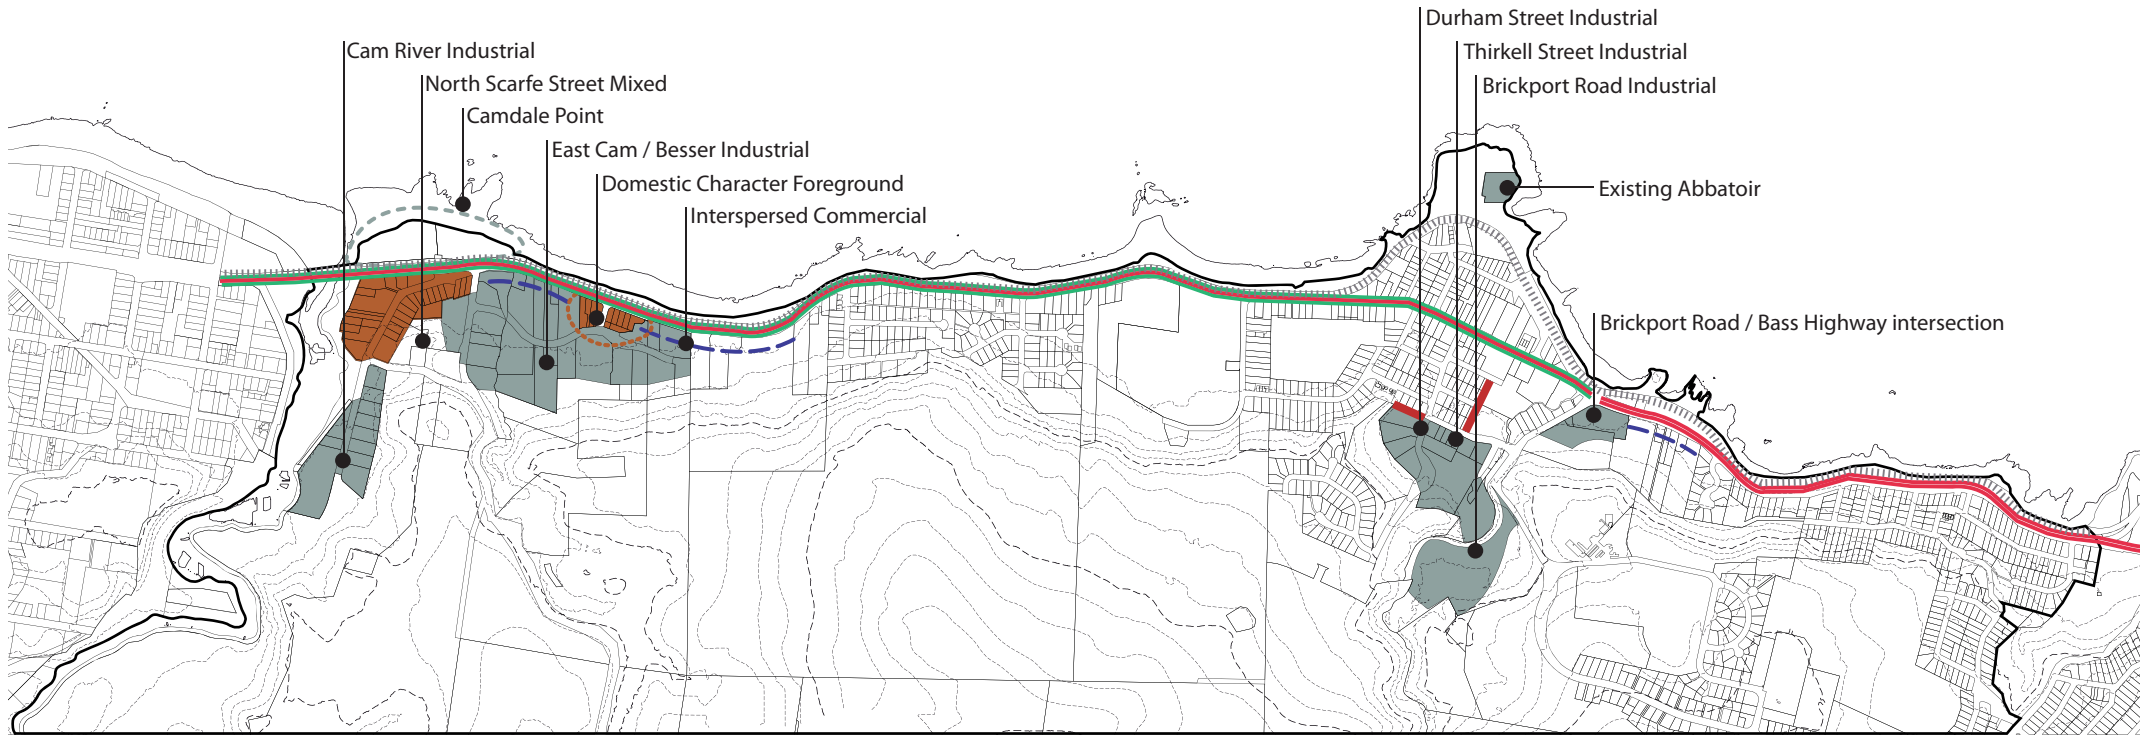 Durham Street Industrial
Cam River Industrial
Thirkell Street Industrial
North Scarfe Street Mixed
Brickport Road Industrial
Camdale Point
East Cam / Besser Industrial
Domestic Character Foreground
Existing Abbatoir
Interspersed Commercial
Brickport Road / Bass Highway intersection